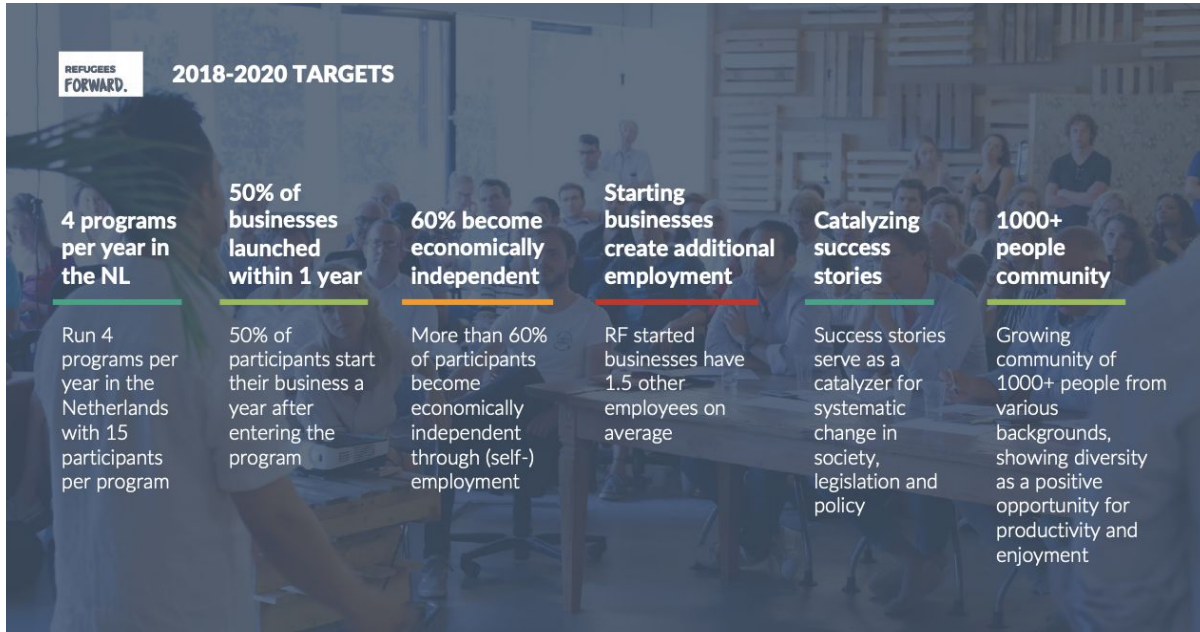 REFUGEES
FORWARD.
2018-2020 TARGETS
4 programs
per year in
the NL
Run 4
programs per
year in the
Netherlands
with 15
participants
per program
50% of
businesses
launched
within 1 year
50% of
participants start
their business a
year after
entering the
program
60% become
economically
independent
More than 60%
of participants
become
economically
independent
through (self-)
employment
Starting
businesses
create additional
employment
RF started
businesses have
1.5 other
employees on
average
Catalyzing
success
stories
Success stories
serve as a
catalyzer for
systematic
change in
society,
legislation and
policy
1000+
people
community
Growing
community of
1000+ people from
various
backgrounds,
showing diversity
as a positive
opportunity for
productivity and
enjoyment